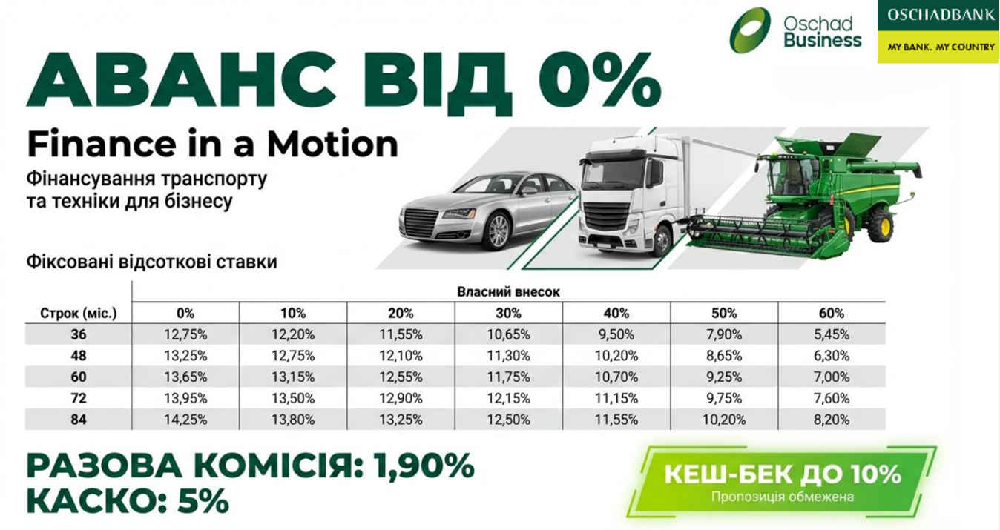 Oschad
Business
OSCHADBANK
MY BANK. MY COUNTRY
АВАНС ВІД 0%
Finance in a Motion
Фінансування транспорту
та техніки для бізнесу
Фіксовані відсоткові ставки
Власний внесок
Строк (міс.) 0% 10% 20% 30% 40% 50% 60%
36 12,75% 12,20% 11,55% 10,65% 9,50% 7,90% 5,45%
48 13,25% 12,75% 12,10% 11,30% 10,20% 8,65% 6,30%
60 13,65% 13,15% 12,55% 11,75% 10,70% 9,25% 7,00%
72 13,95% 13,50% 12,90% 12,15% 11,15% 9,75% 7,60%
84 14,25% 13,80% 13,25% 12,50% 11,55% 10,20% 8,20%
РАЗОВА КОМІСІЯ: 1,90%
КАСКО: 5%
КЕШ-БЕК ДО 10%
Пропозиція обмежена